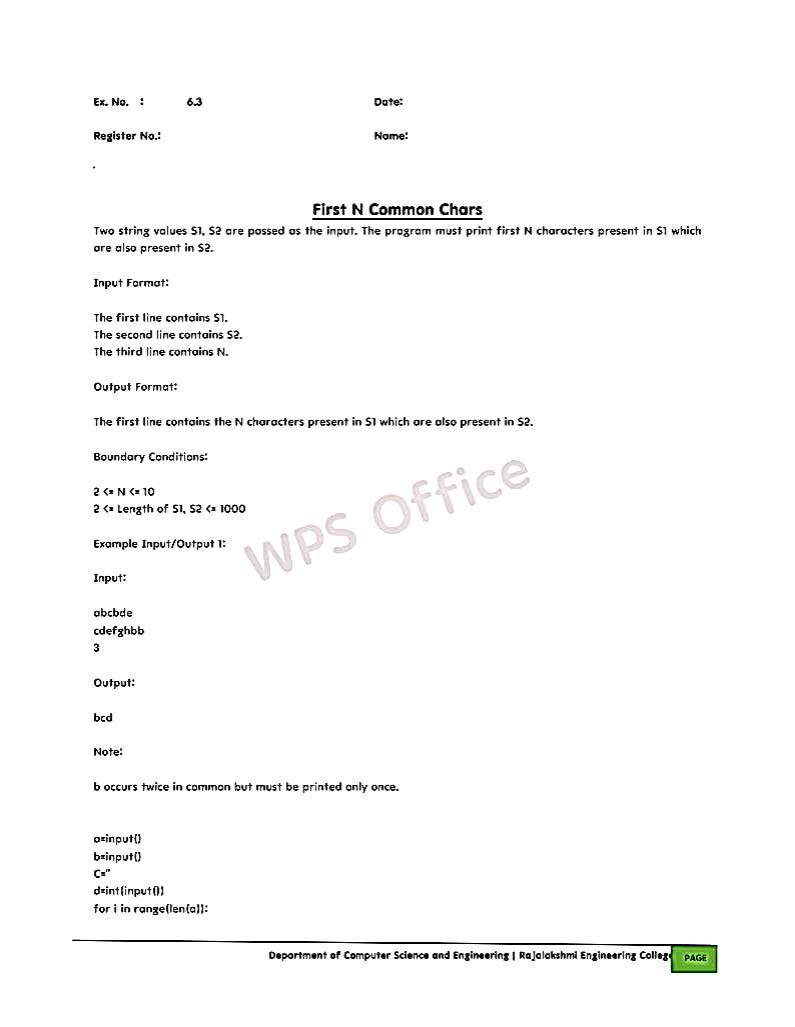 Ex. No. : 6.3 Date:
Register No.: Name:
.
First N Common Chars
Two string values S1, S2 are passed as the input. The program must print first N characters present in S1 which
are also present in S2.
Input Format:
The first line contains S1.
The second line contains S2.
The third line contains N.
Output Format:
The first line contains the N characters present in S1 which are also present in S2.
Boundary Conditions:
2 <= N <= 10
2 <= Length of S1, S2 <= 1000
WPS Office
Example Input/Output 1:
Input:
abcbde
cdefghbb
3
Output:
bcd
Note:
b occurs twice in common but must be printed only once.
a=input()
b=input()
C=''
d=int(input())
for i in range(len(a)):
Department of Computer Science and Engineering | Rajalakshmi Engineering College
PAGE